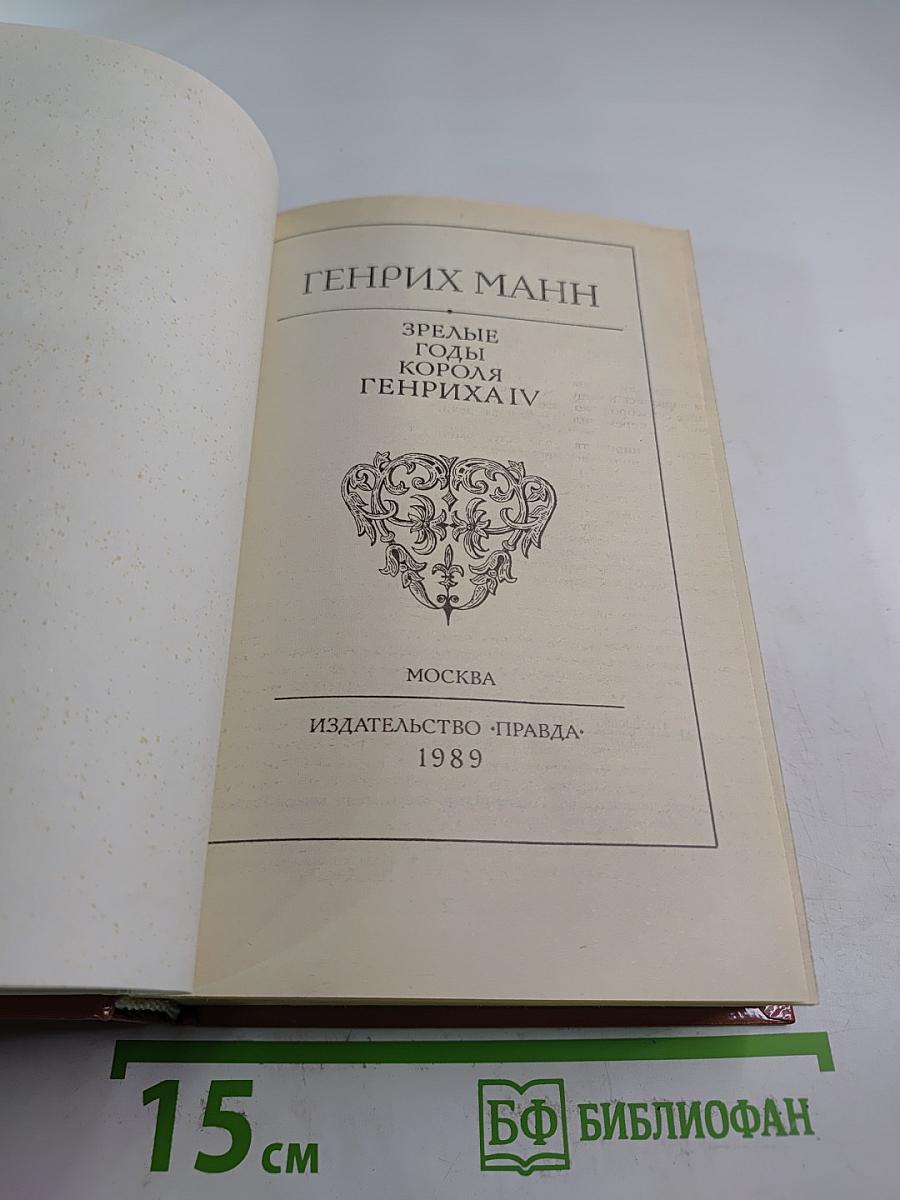 ГЕНРИХ МАНН
ЗРЕЛЫЕ
ГОДЫ
КОРОЛЯ
ГЕНРИХА IV
МОСКВА
ИЗДАТЕЛЬСТВО «ПРАВДА»
1989
15 см
БФ БИБЛИОФАН